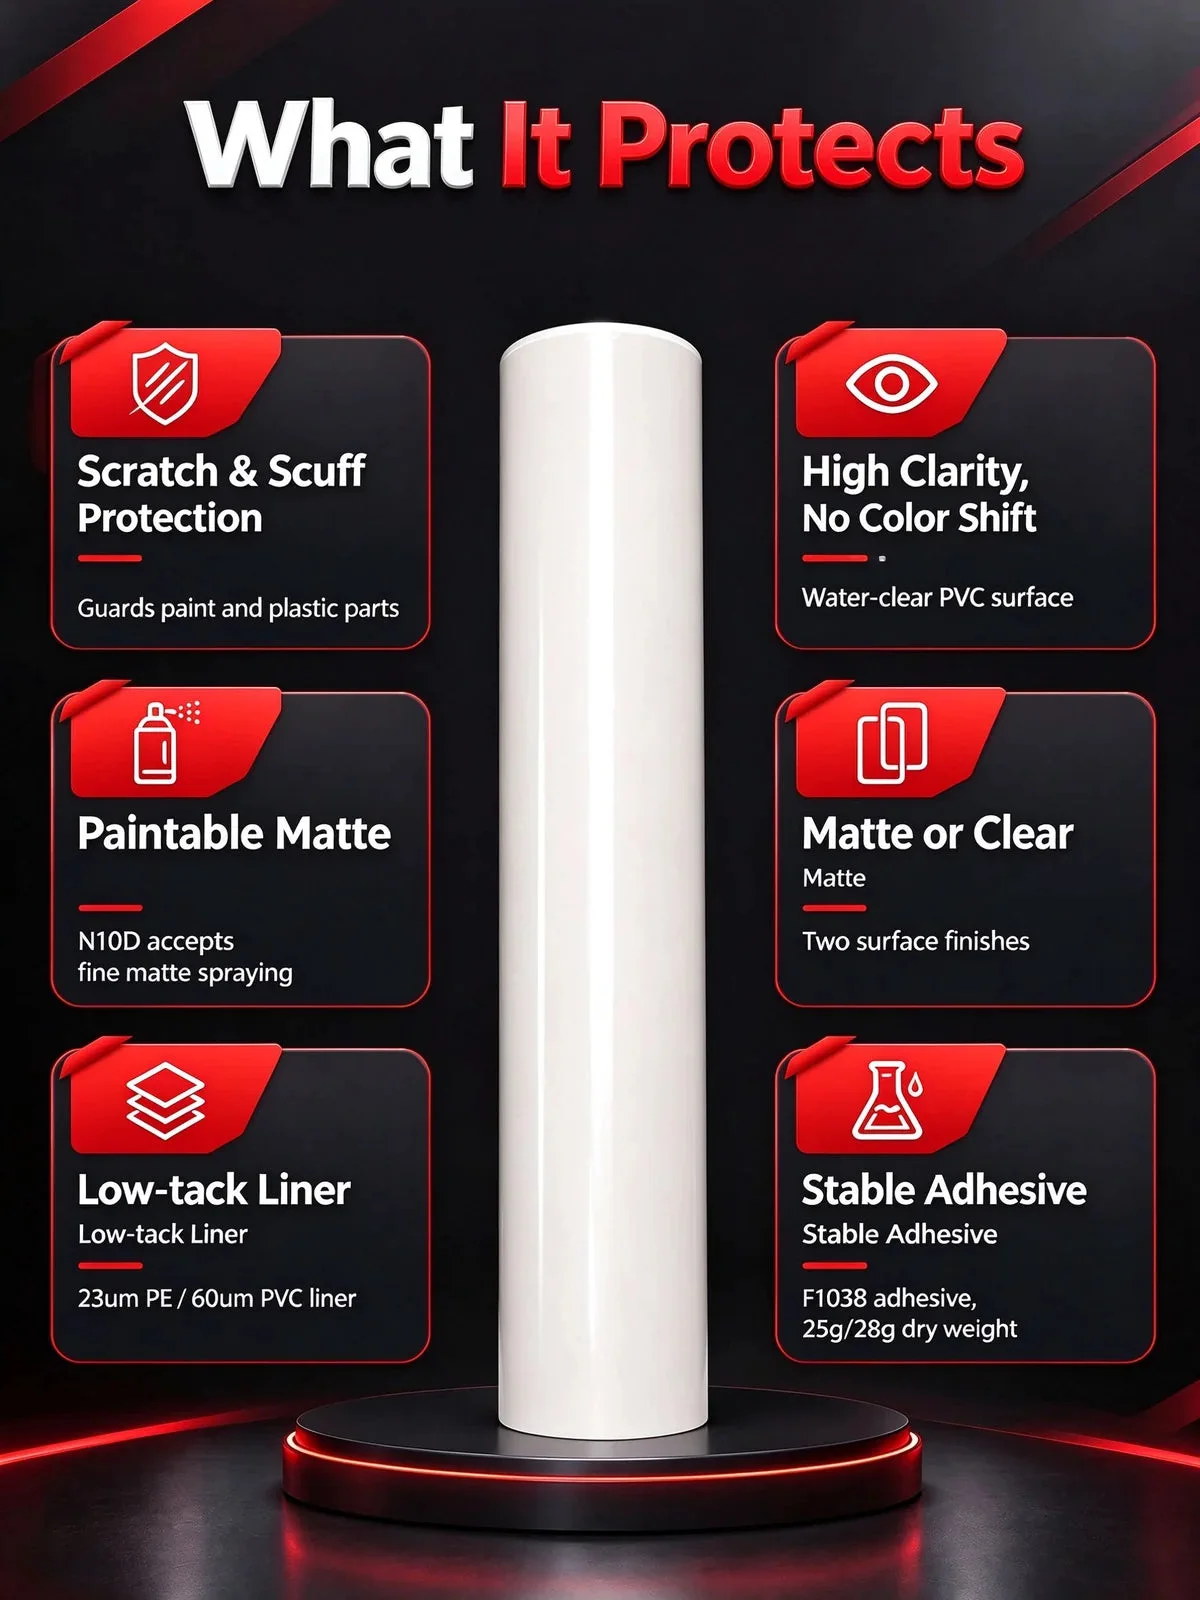 What It Protects
Scratch & Scuff
Protection
Guards paint and plastic parts
High Clarity,
No Color Shift
Water-clear PVC surface
Paintable Matte
N10D accepts
fine matte spraying
Matte or Clear
Matte
Two surface finishes
Low-tack Liner
Low-tack Liner
23um PE / 60um PVC liner
Stable Adhesive
Stable Adhesive
F1038 adhesive,
25g/28g dry weight